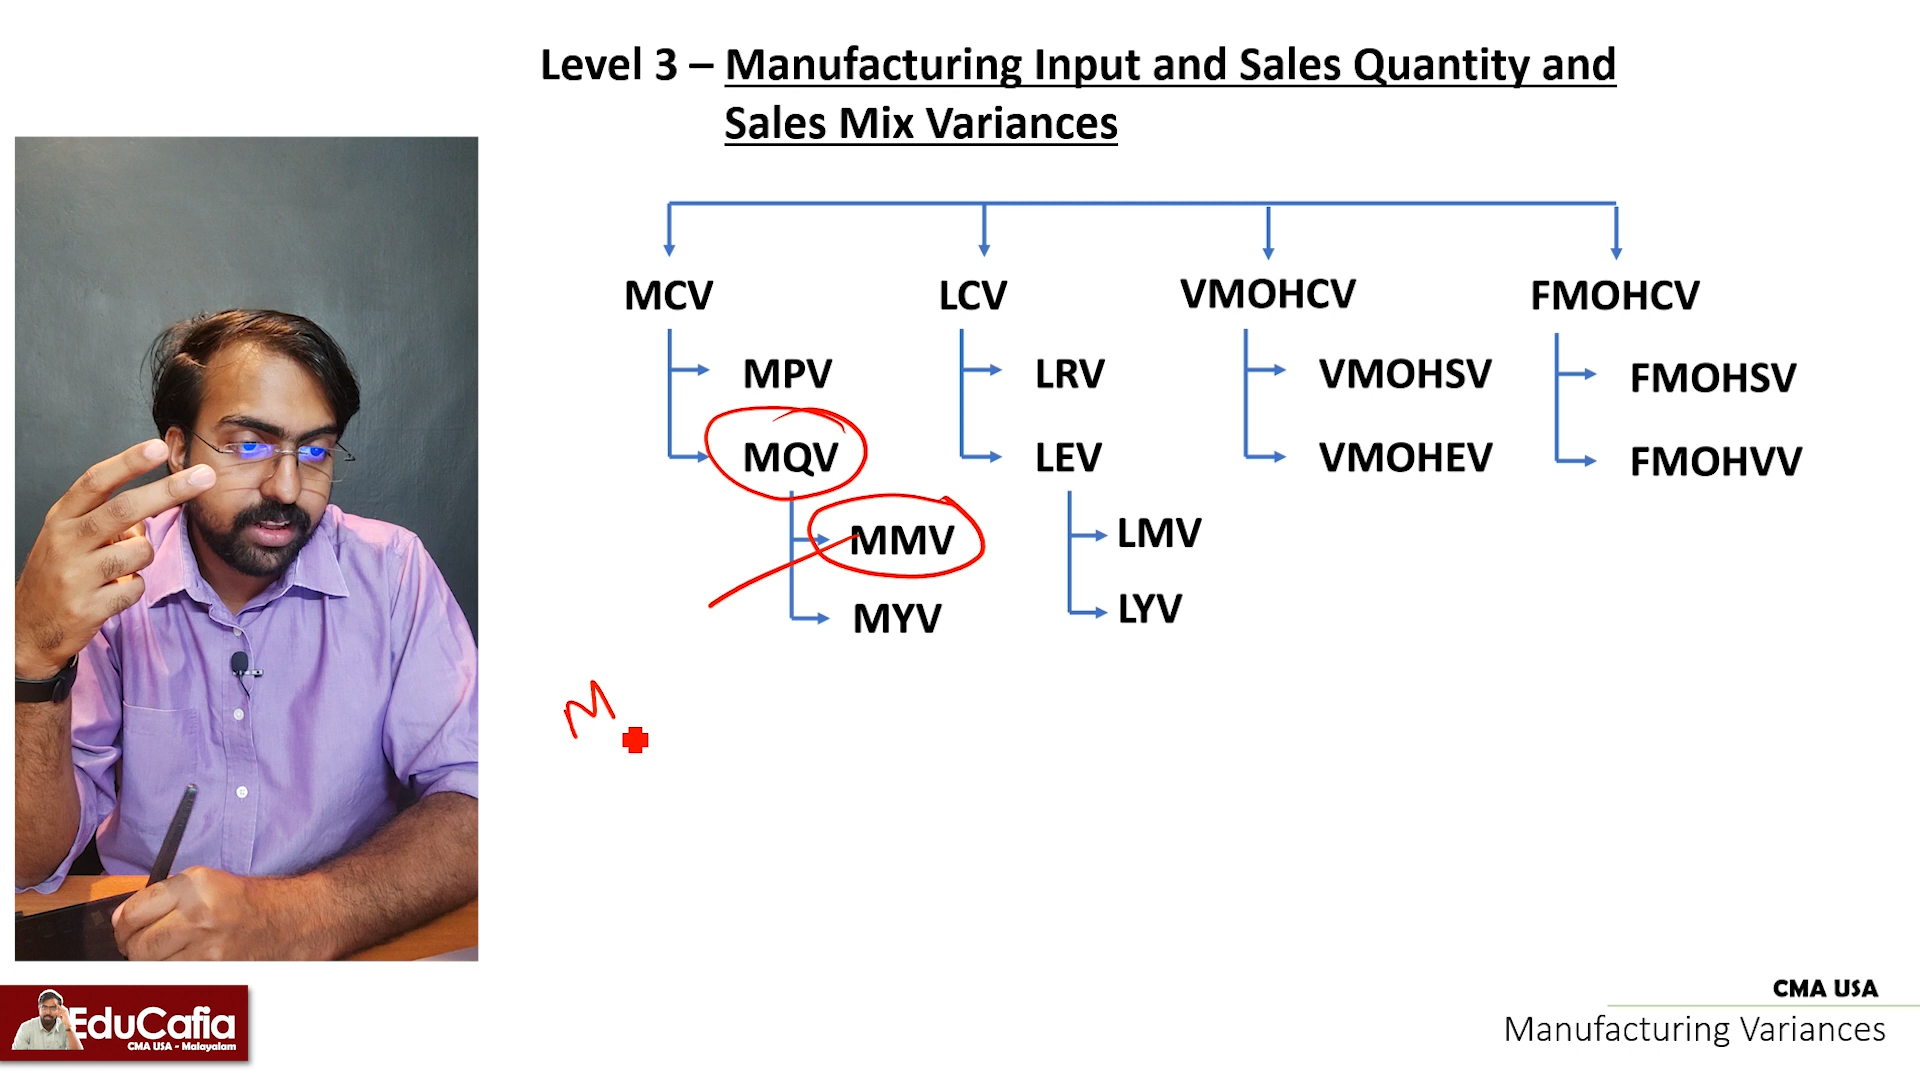 Level 3 – Manufacturing Input and Sales Quantity and
Sales Mix Variances
MCV
LCV
VMOHCV
FMOHCV
MPV
LRV
VMOHSV
FMOHSV
MQV
LEV
VMOHEV
FMOHVV
MMV
LMV
MYV
LYV
M
EduCafia
CMA USA - Malayalam
CMA USA
Manufacturing Variances